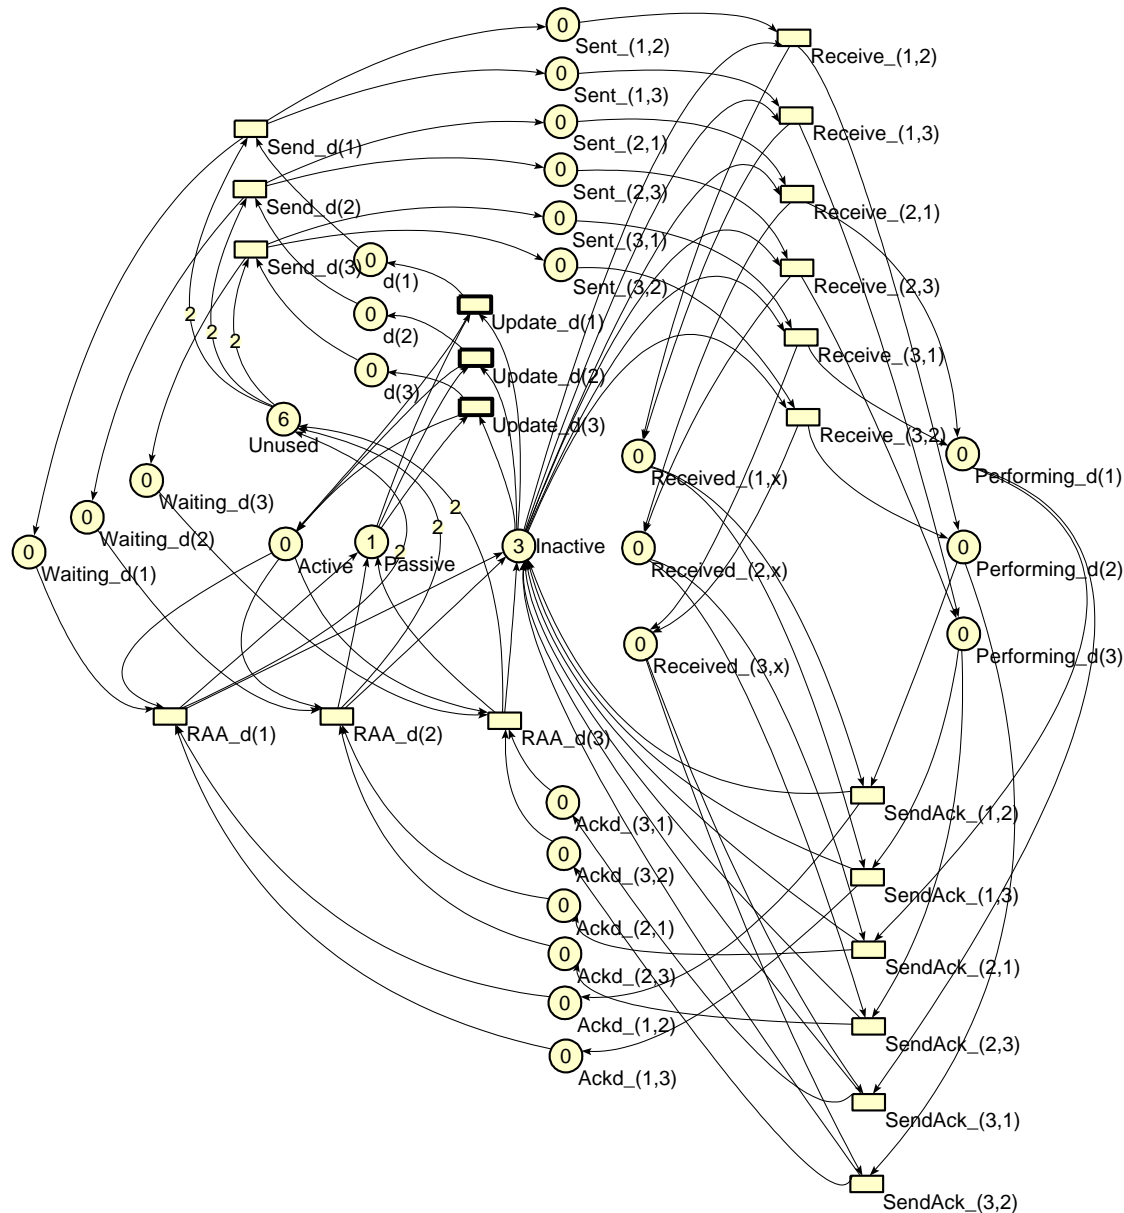 0
Sent_(1,2)
Receive_(1,2)
0
Sent_(1,3)
Receive_(1,3)
Send_d(1)
0
Sent_(2,1)
Send_d(2)
0
Sent_(2,3)
Receive_(2,1)
Send_d(3)
0
Sent_(3,1)
0
d(1)
0
Sent_(3,2)
Receive_(2,3)
2
2
2
0
d(2)
Update_d(1)
Receive_(3,1)
0
d(3)
Update_d(2)
6
Unused
Update_d(3)
Receive_(3,2)
0
Received_(1,x)
0
Performing_d(1)
0
Waiting_d(3)
2
0
Waiting_d(2)
2
0
Waiting_d(1)
0
Active
1
Passive
2
3
Inactive
0
Received_(2,x)
0
Performing_d(2)
0
Received_(3,x)
0
Performing_d(3)
RAA_d(1)
RAA_d(2)
RAA_d(3)
0
Ackd_(3,1)
SendAck_(1,2)
0
Ackd_(3,2)
SendAck_(1,3)
0
Ackd_(2,1)
SendAck_(2,1)
0
Ackd_(2,3)
0
Ackd_(1,2)
SendAck_(2,3)
0
Ackd_(1,3)
SendAck_(3,1)
SendAck_(3,2)